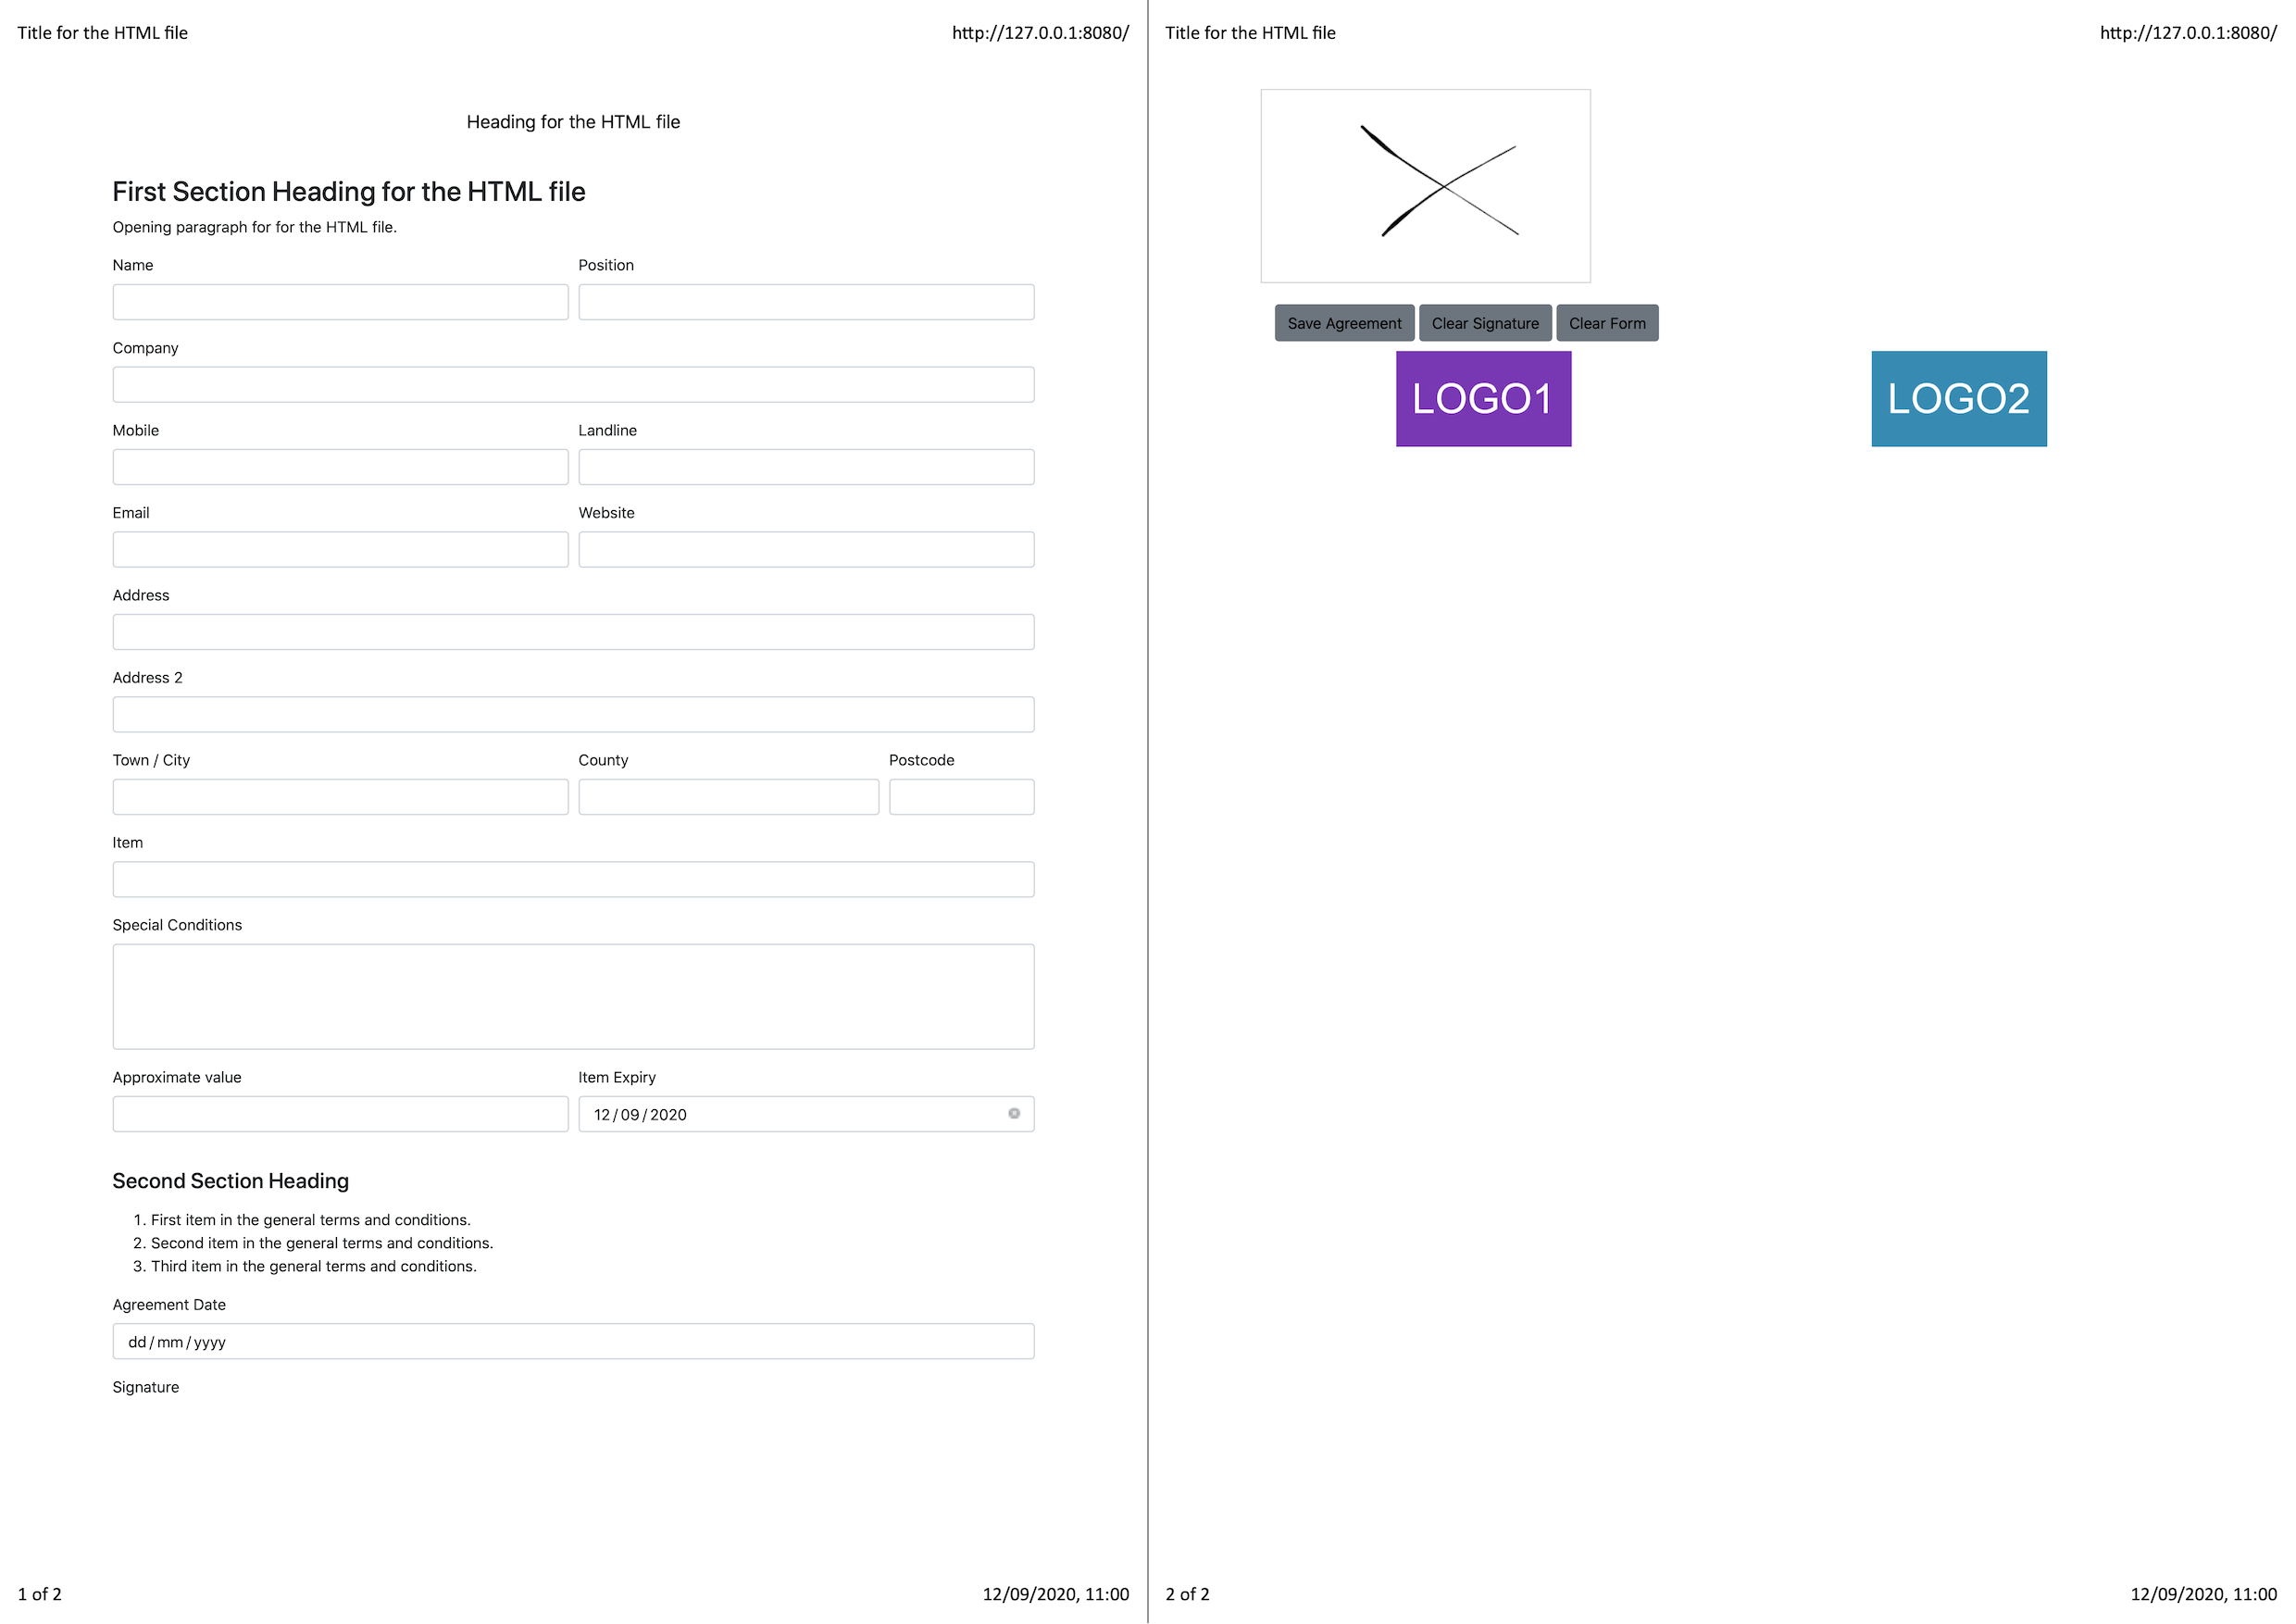 Title for the HTML file http://127.0.0.1:8080/
Heading for the HTML file
First Section Heading for the HTML file
Opening paragraph for for the HTML file.
Name Position
Company
Mobile Landline
Email Website
Address
Address 2
Town / City County Postcode
Item
Special Conditions
Approximate value Item Expiry
12/09/2020
Second Section Heading
1. First item in the general terms and conditions.
2. Second item in the general terms and conditions.
3. Third item in the general terms and conditions.
Agreement Date
dd/mm/yyyy
Signature
1 of 2 12/09/2020, 11:00
Title for the HTML file http://127.0.0.1:8080/
Save Agreement Clear Signature Clear Form
LOGO1 LOGO2
2 of 2 12/09/2020, 11:00